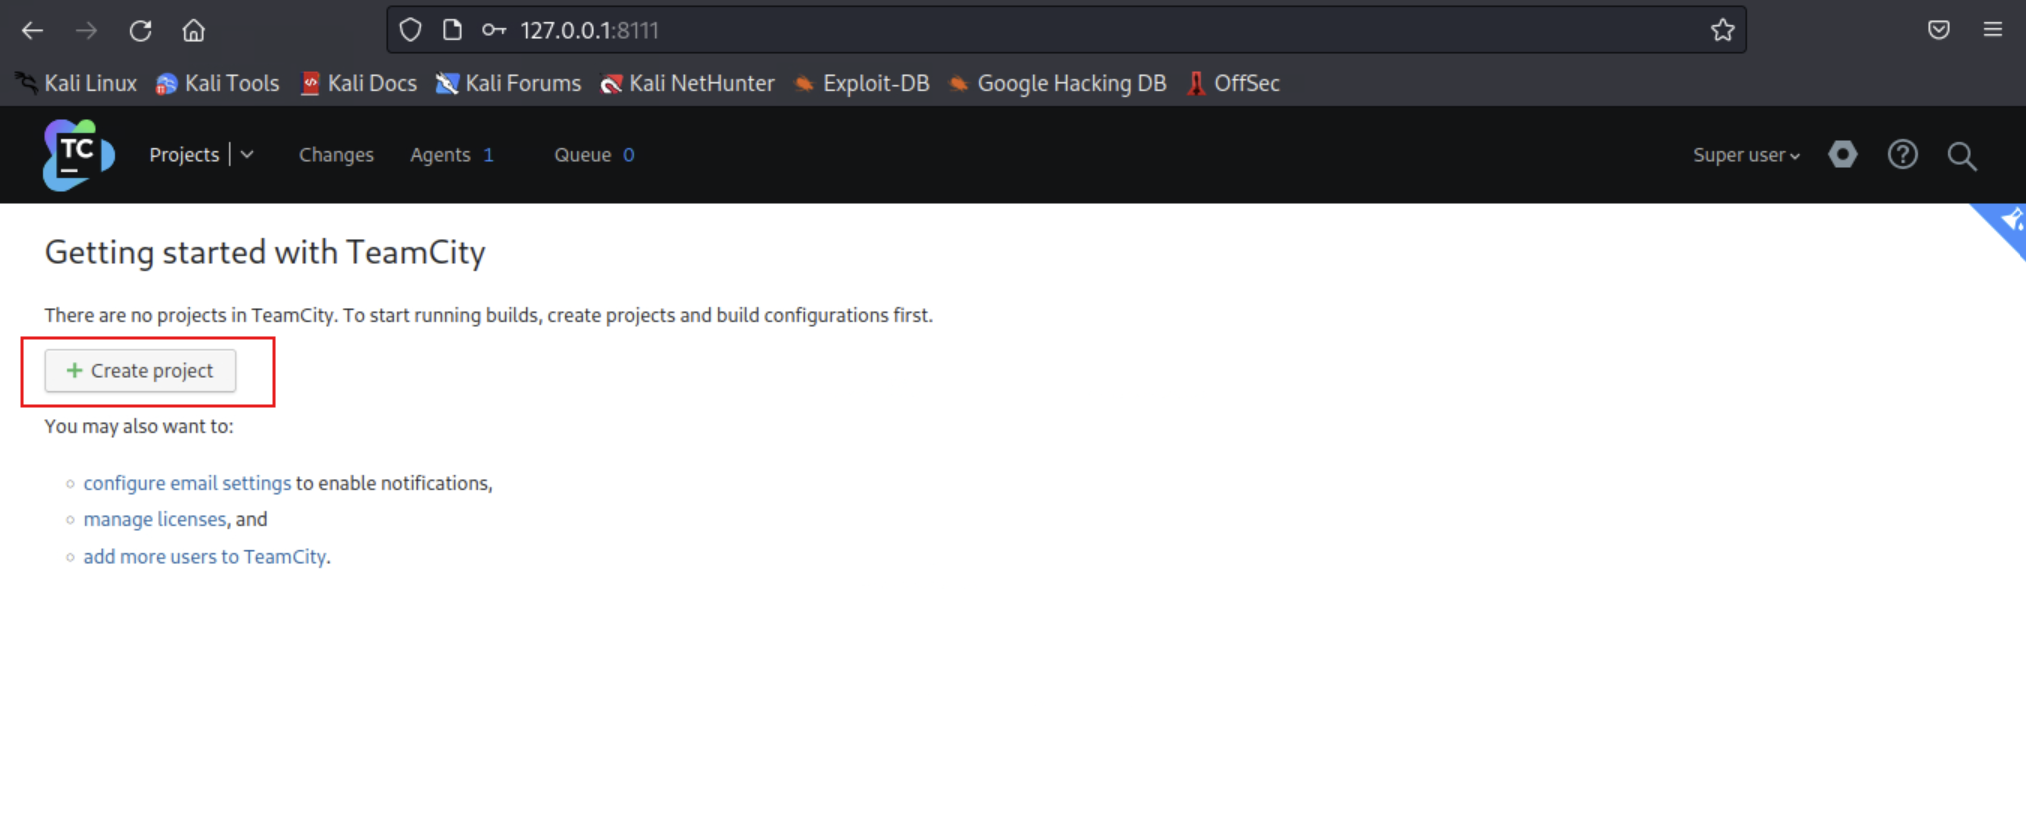 127.0.0.1:8111
Kali Linux Kali Tools Kali Docs Kali Forums Kali NetHunter Exploit-DB Google Hacking DB OffSec
TC Projects Changes Agents 1 Queue 0 Super user
Getting started with TeamCity
There are no projects in TeamCity. To start running builds, create projects and build configurations first.
+ Create project
You may also want to:
configure email settings to enable notifications,
manage licenses, and
add more users to TeamCity.